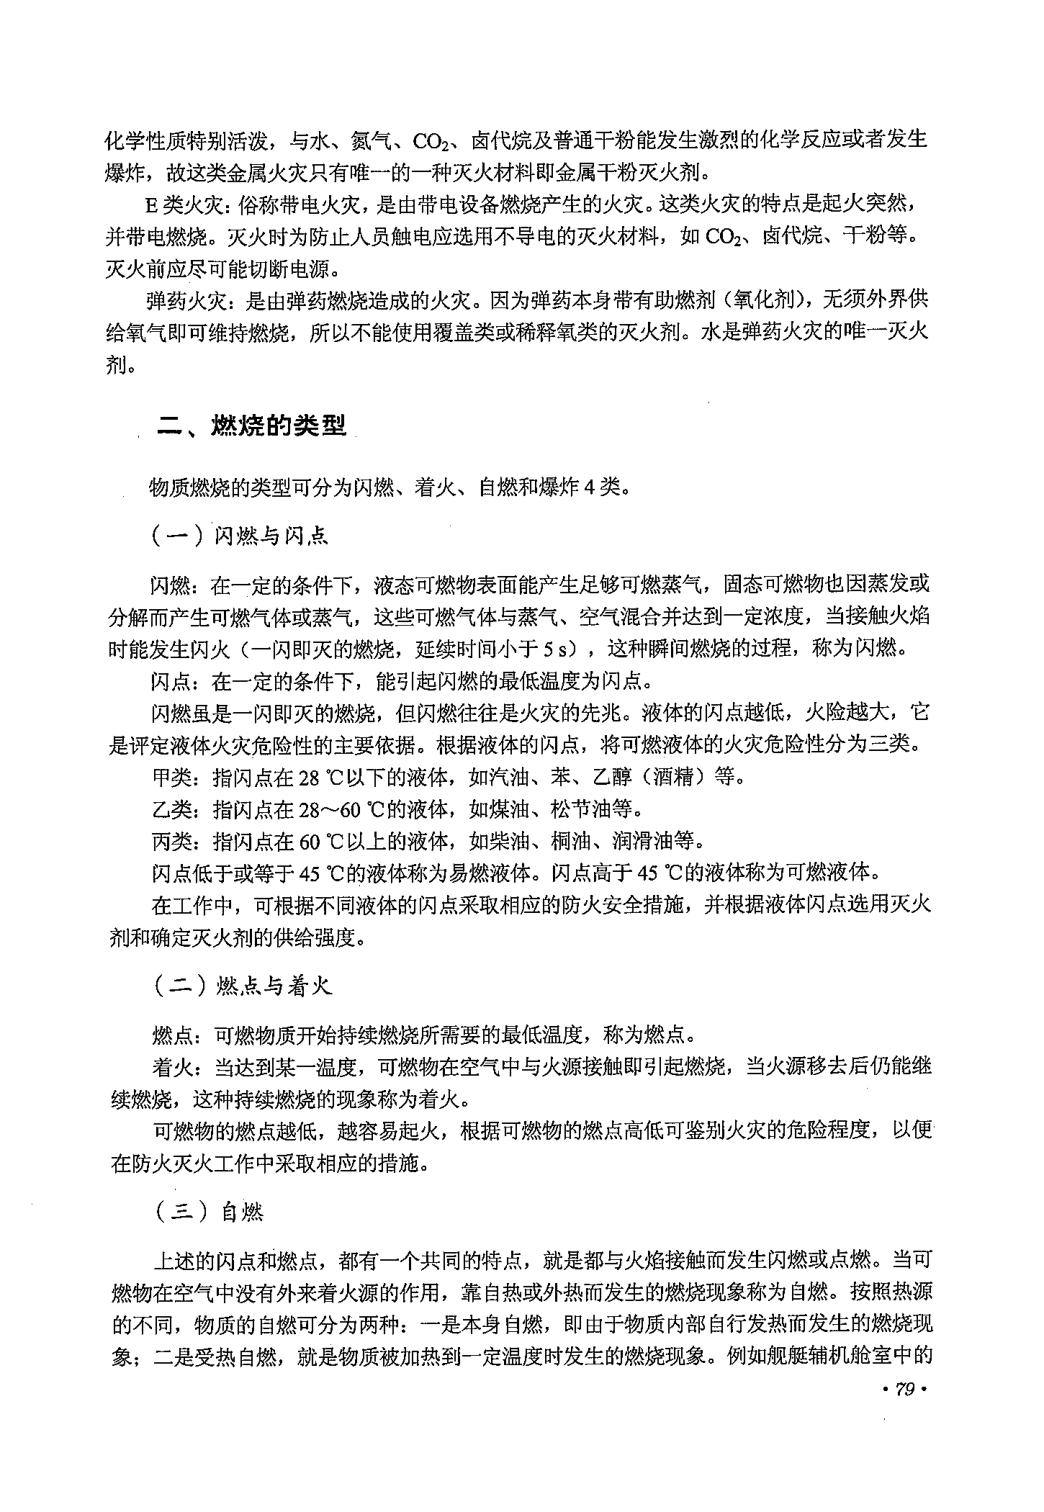 化学性质特别活泼，与水、氮气、CO₂、卤代烷及普通干粉能发生激烈的化学反应或者发生
爆炸，故这类金属火灾只有唯一的一种灭火材料即金属干粉灭火剂。
E 类火灾：俗称带电火灾，是由带电设备燃烧产生的火灾。这类火灾的特点是起火突然，
并带电燃烧。灭火时为防止人员触电应选用不导电的灭火材料，如 CO₂、卤代烷、干粉等。
灭火前应尽可能切断电源。
弹药火灾：是由弹药燃烧造成的火灾。因为弹药本身带有助燃剂（氧化剂），无须外界供
给氧气即可维持燃烧，所以不能使用覆盖类或稀释氧类的灭火剂。水是弹药火灾的唯一灭火
剂。
二、燃烧的类型
物质燃烧的类型可分为闪燃、着火、自燃和爆炸 4 类。
（一）闪燃与闪点
闪燃：在一定的条件下，液态可燃物表面能产生足够可燃蒸气，固态可燃物也因蒸发或
分解而产生可燃气体或蒸气，这些可燃气体与蒸气、空气混合并达到一定浓度，当接触火焰
时能发生闪火（一闪即灭的燃烧，延续时间小于 5 s），这种瞬间燃烧的过程，称为闪燃。
闪点：在一定的条件下，能引起闪燃的最低温度为闪点。
闪燃虽是一闪即灭的燃烧，但闪燃往往是火灾的先兆。液体的闪点越低，火险越大，它
是评定液体火灾危险性的主要依据。根据液体的闪点，将可燃液体的火灾危险性分为三类。
甲类：指闪点在 28 ℃以下的液体，如汽油、苯、乙醇（酒精）等。
乙类：指闪点在 28～60 ℃的液体，如煤油、松节油等。
丙类：指闪点在 60 ℃以上的液体，如柴油、桐油、润滑油等。
闪点低于或等于 45 ℃的液体称为易燃液体。闪点高于 45 ℃的液体称为可燃液体。
在工作中，可根据不同液体的闪点采取相应的防火安全措施，并根据液体闪点选用灭火
剂和确定灭火剂的供给强度。
（二）燃点与着火
燃点：可燃物质开始持续燃烧所需要的最低温度，称为燃点。
着火：当达到某一温度，可燃物在空气中与火源接触即引起燃烧，当火源移去后仍能继
续燃烧，这种持续燃烧的现象称为着火。
可燃物的燃点越低，越容易起火，根据可燃物的燃点高低可鉴别火灾的危险程度，以便
在防火灭火工作中采取相应的措施。
（三）自燃
上述的闪点和燃点，都有一个共同的特点，就是都与火焰接触而发生闪燃或点燃。当可
燃物在空气中没有外来着火源的作用，靠自热或外热而发生的燃烧现象称为自燃。按照热源
的不同，物质的自燃可分为两种：一是本身自燃，即由于物质内部自行发热而发生的燃烧现
象；二是受热自燃，就是物质被加热到一定温度时发生的燃烧现象。例如舰艇辅机舱室中的
·79·